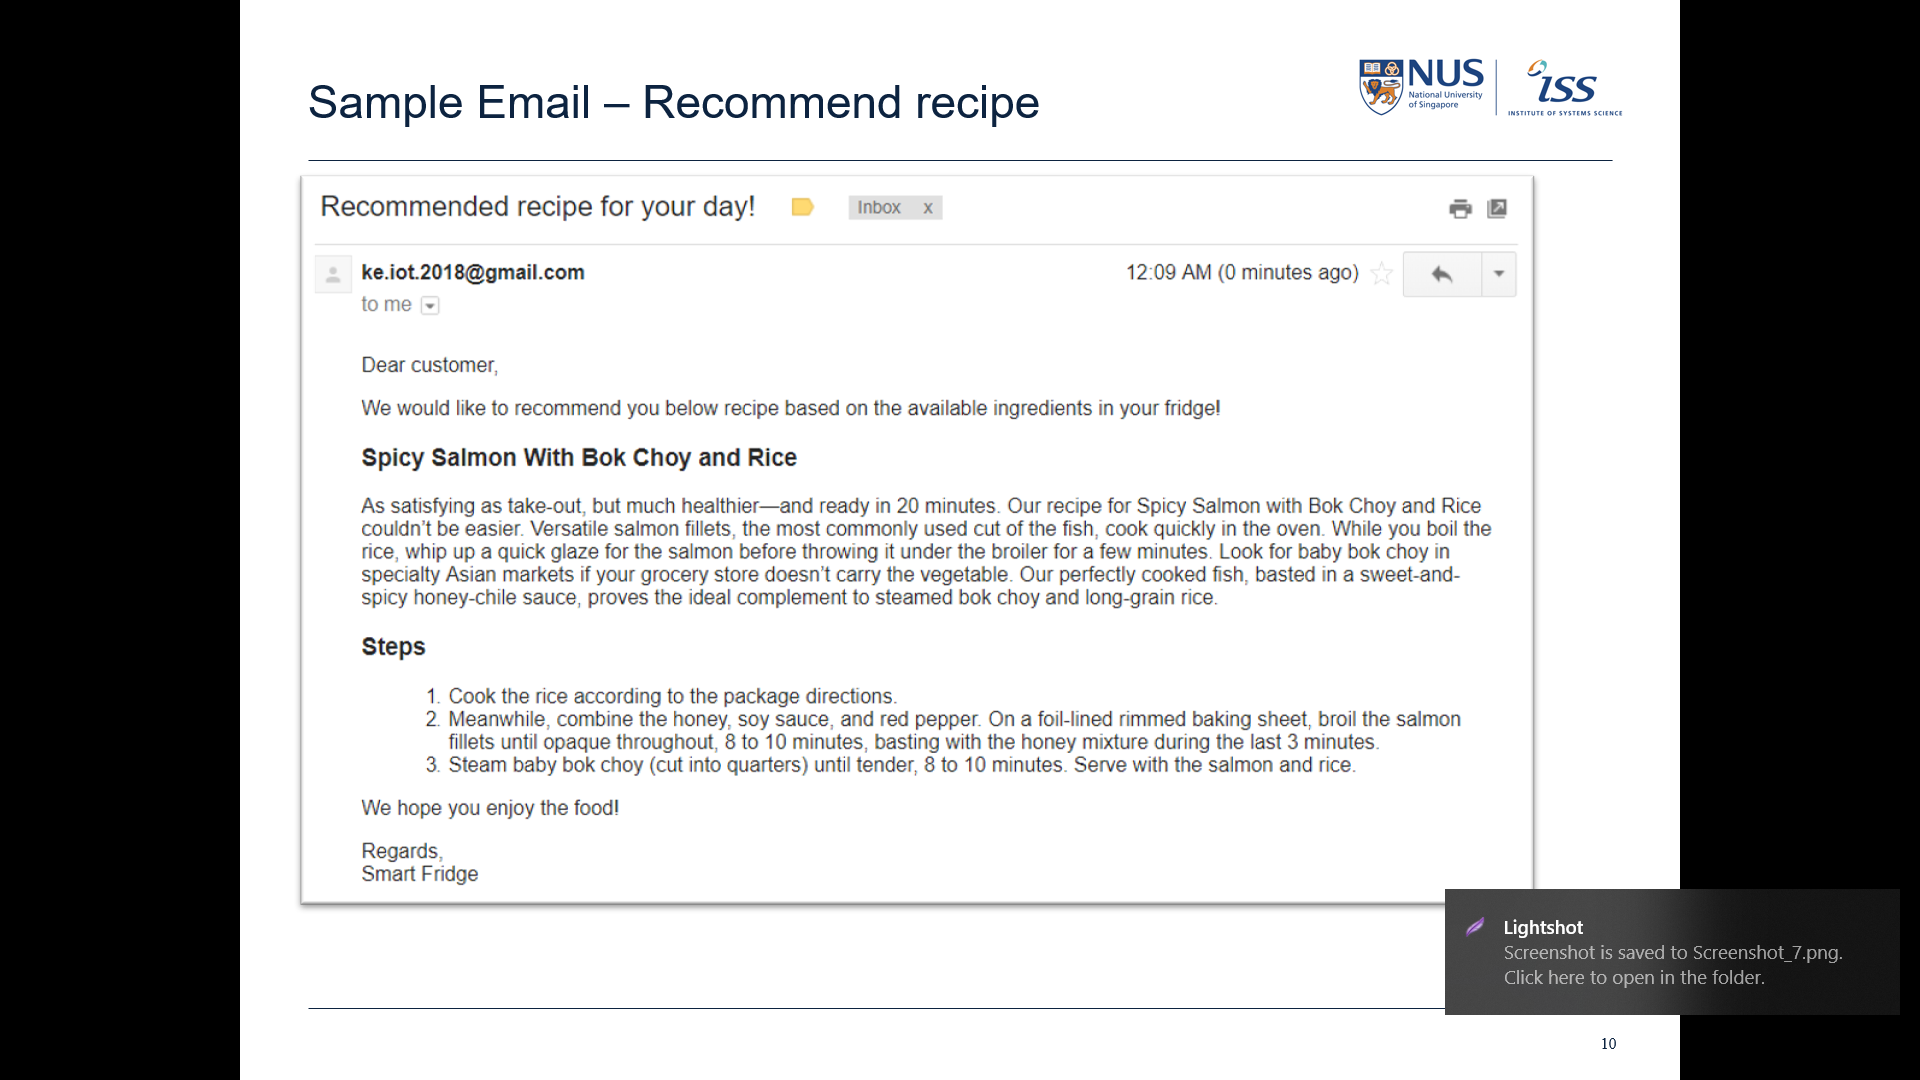 Sample Email – Recommend recipe
NUS
National University
of Singapore
iss
INSTITUTE OF SYSTEMS SCIENCE
Recommended recipe for your day!
Inbox x
ke.iot.2018@gmail.com
12:09 AM (0 minutes ago)
to me
Dear customer,
We would like to recommend you below recipe based on the available ingredients in your fridge!
Spicy Salmon With Bok Choy and Rice
As satisfying as take-out, but much healthier—and ready in 20 minutes. Our recipe for Spicy Salmon with Bok Choy and Rice
couldn't be easier. Versatile salmon fillets, the most commonly used cut of the fish, cook quickly in the oven. While you boil the
rice, whip up a quick glaze for the salmon before throwing it under the broiler for a few minutes. Look for baby bok choy in
specialty Asian markets if your grocery store doesn't carry the vegetable. Our perfectly cooked fish, basted in a sweet-and-
spicy honey-chile sauce, proves the ideal complement to steamed bok choy and long-grain rice.
Steps
1. Cook the rice according to the package directions.
2. Meanwhile, combine the honey, soy sauce, and red pepper. On a foil-lined rimmed baking sheet, broil the salmon
fillets until opaque throughout, 8 to 10 minutes, basting with the honey mixture during the last 3 minutes.
3. Steam baby bok choy (cut into quarters) until tender, 8 to 10 minutes. Serve with the salmon and rice.
We hope you enjoy the food!
Regards,
Smart Fridge
Lightshot
Screenshot is saved to Screenshot_7.png.
Click here to open in the folder.
10